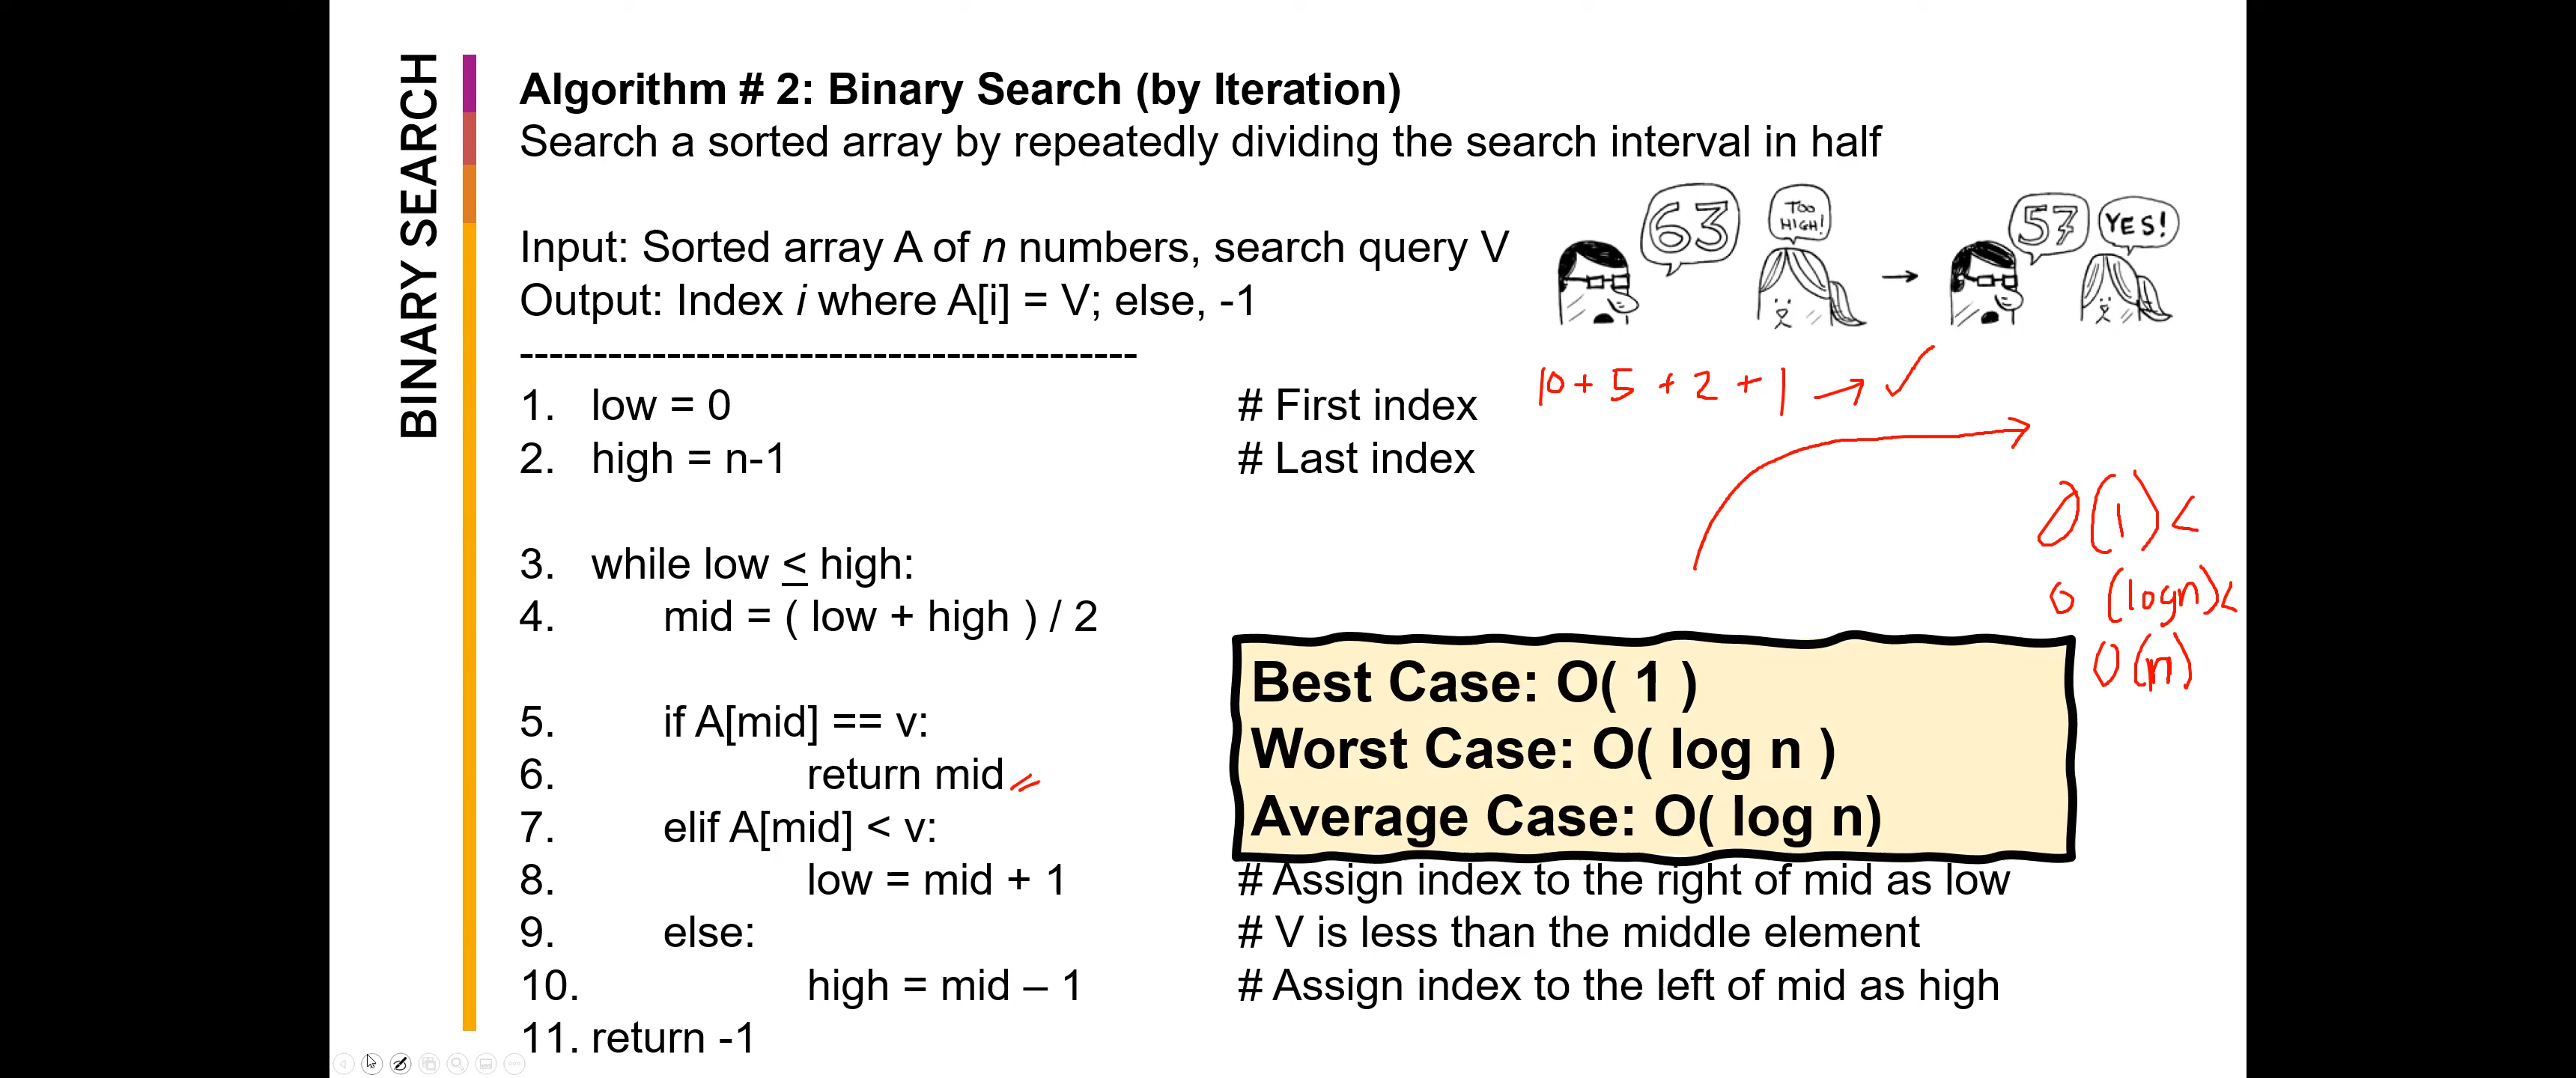 BINARY SEARCH
Algorithm # 2: Binary Search (by Iteration)
Search a sorted array by repeatedly dividing the search interval in half
63
TOO
HIGH!
57
YES!
Input: Sorted array A of n numbers, search query V
Output: Index i where A[i] = V; else, -1
------------------------------------------
10 + 5 + 2 + 1 → ✓
1. low = 0 # First index
2. high = n-1 # Last index
O(1) <
O (log n) <
O(n)
3. while low ≤ high:
4. mid = ( low + high ) / 2
5. if A[mid] == v:
6. return mid
7. elif A[mid] < v:
Best Case: O( 1 )
Worst Case: O( log n )
Average Case: O( log n)
8. low = mid + 1 # Assign index to the right of mid as low
9. else: # V is less than the middle element
10. high = mid – 1 # Assign index to the left of mid as high
11. return -1